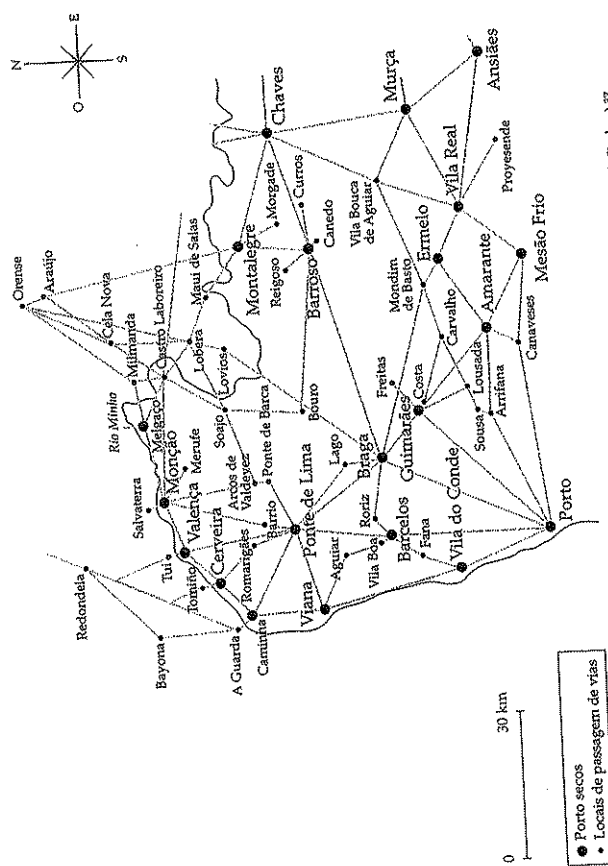 N
E
S
O
Orense
Araújo
Cela Nova
Milmanda
Castro Laboreiro
Rio Minho
Melgaço
Monção
Merufe
Salvaterra
Valença
Redondela
Tui
Tomiño
Cerveira
Bayona
A Guarda
Caminha
Romarigães
Barrio
Arcos de
Valdevez
Ponte de Barca
Soajo
Lobera
Lovios
Maui de Salas
Montalegre
Morgade
Chaves
Curros
Canedo
Reigoso
Barroso
Bouro
Lago
Ponte de Lima
Viana
Aguiar
Vila Boa
Roriz
Barcelos
Fana
Braga
Freitas
Guimarães
Costa
Vila do Conde
Porto
Sousa
Arrifana
Lousada
Carvalho
Mondim
de Basto
Vila Bouca
de Aguiar
Ermelo
Amarante
Canaveses
Mesão Frio
Vila Real
Proyesende
Murça
Ansiães
0
30 km
Porto secos
Locais de passagem de vias